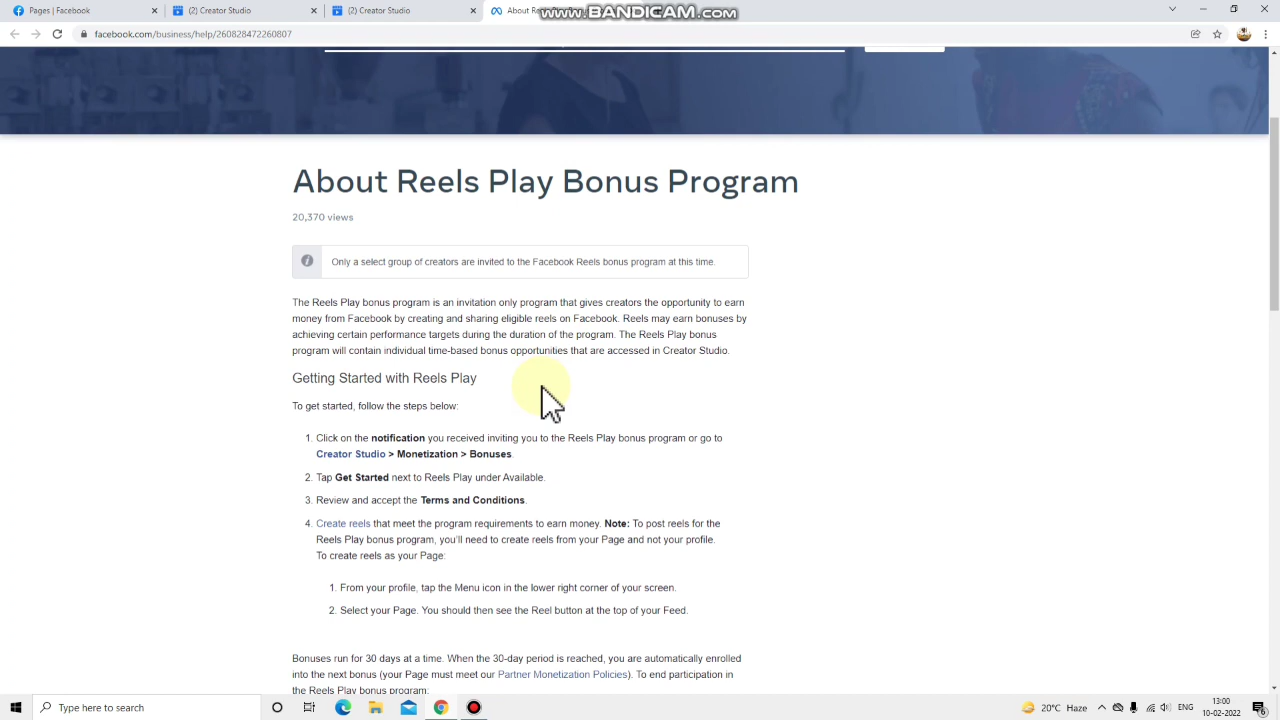 Pages | Facebook
(2) Creator Studio
(2) Creator Studio
WWW.BANDICAM.COM
facebook.com/business/help/260828472260807
About Reels Play Bonus Program
20,370 views
Only a select group of creators are invited to the Facebook Reels bonus program at this time.
The Reels Play bonus program is an invitation only program that gives creators the opportunity to earn
money from Facebook by creating and sharing eligible reels on Facebook. Reels may earn bonuses by
achieving certain performance targets during the duration of the program. The Reels Play bonus
program will contain individual time-based bonus opportunities that are accessed in Creator Studio.
Getting Started with Reels Play
To get started, follow the steps below:
1. Click on the notification you received inviting you to the Reels Play bonus program or go to
Creator Studio > Monetization > Bonuses.
2. Tap Get Started next to Reels Play under Available.
3. Review and accept the Terms and Conditions.
4. Create reels that meet the program requirements to earn money. Note: To post reels for the
Reels Play bonus program, you'll need to create reels from your Page and not your profile.
To create reels as your Page:
1. From your profile, tap the Menu icon in the lower right corner of your screen.
2. Select your Page. You should then see the Reel button at the top of your Feed.
Bonuses run for 30 days at a time. When the 30-day period is reached, you are automatically enrolled
into the next bonus (your Page must meet our Partner Monetization Policies). To end participation in
the Reels Play bonus program:
Type here to search
20°C Haze
ENG
13:00
10-02-2022